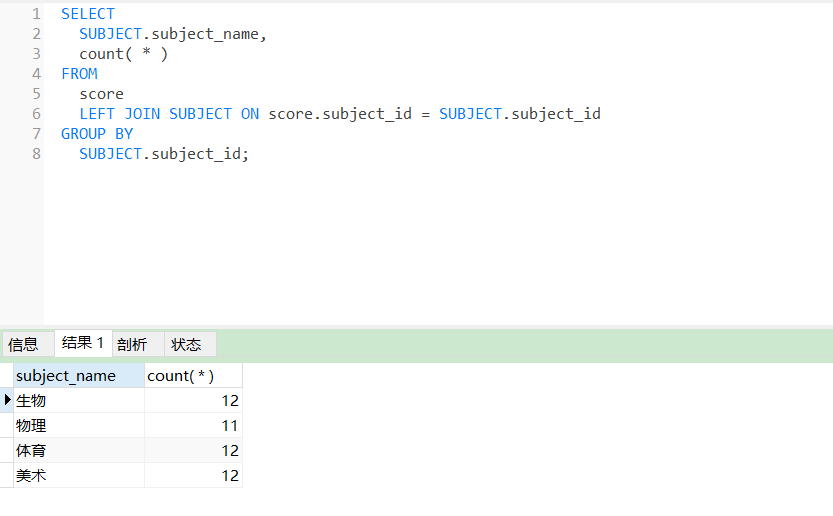 1 SELECT
2 SUBJECT.subject_name,
3 count( * )
4 FROM
5 score
6 LEFT JOIN SUBJECT ON score.subject_id = SUBJECT.subject_id
7 GROUP BY
8 SUBJECT.subject_id;
信息 结果 1 剖析 状态
subject_name count( * )
生物 12
物理 11
体育 12
美术 12